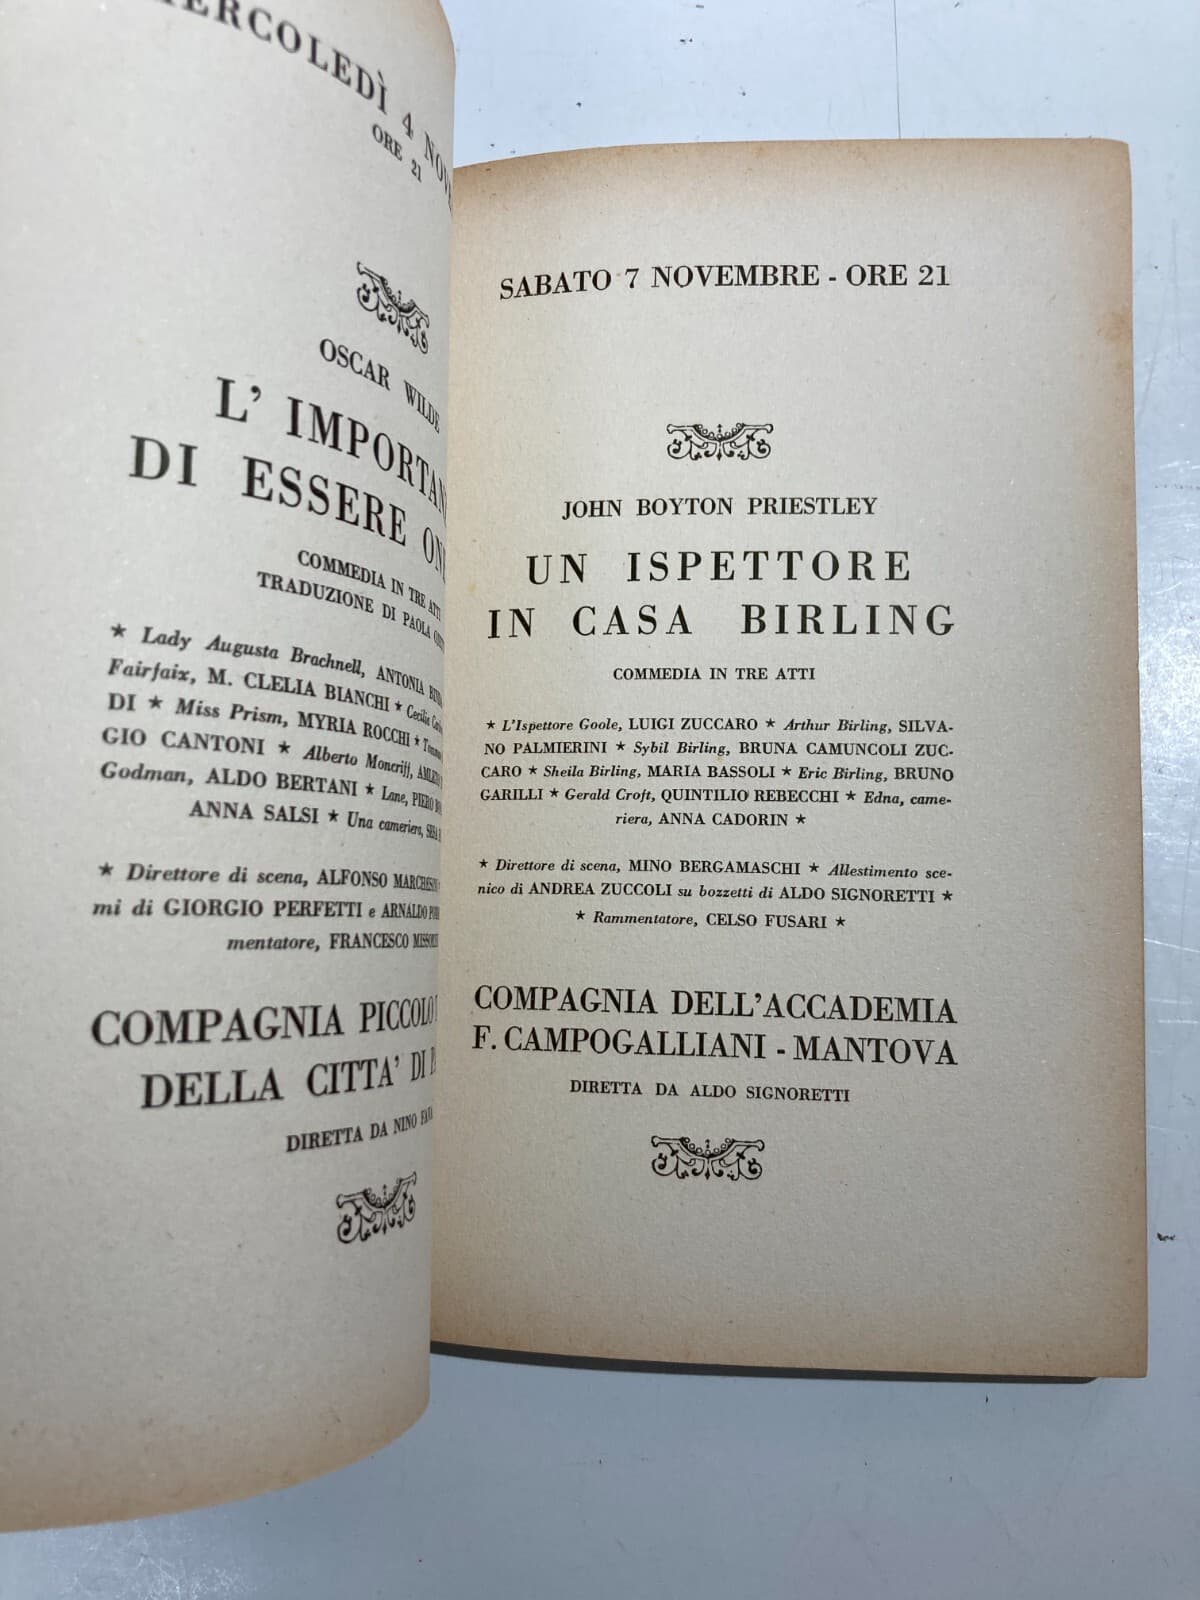 MERCOLEDÌ 4
ORE 21
OSCAR WILDE
L' IMPORTAN
DI ESSERE
COMMEDIA IN TRE ATTI
TRADUZIONE DI PAOLA
★ Lady Augusta Brachnell, ANTONIA
Fairfaix, M. CLELIA BIANCHI ★ Cecilia
DI ★ Miss Prism, MYRIA ROCCHI ★
GIO CANTONI ★ Alberto Moncriff,
Godman, ALDO BERTANI ★ Lane, PIERO
ANNA SALSI ★ Una cameriera,
★ Direttore di scena, ALFONSO
mi di GIORGIO PERFETTI e ARNALDO
mentatore, FRANCESCO
COMPAGNIA PICCOLO
DELLA CITTA' DI
DIRETTA DA NINO
SABATO 7 NOVEMBRE - ORE 21
JOHN BOYTON PRIESTLEY
UN ISPETTORE
IN CASA BIRLING
COMMEDIA IN TRE ATTI
★ L'Ispettore Goole, LUIGI ZUCCARO ★ Arthur Birling, SILVA-
NO PALMIERINI ★ Sybil Birling, BRUNA CAMUNCOLI ZUC-
CARO ★ Sheila Birling, MARIA BASSOLI ★ Eric Birling, BRUNO
GARILLI ★ Gerald Croft, QUINTILIO REBECCHI ★ Edna, came-
riera, ANNA CADORIN ★
★ Direttore di scena, MINO BERGAMASCHI ★ Allestimento sce-
nico di ANDREA ZUCCOLI su bozzetti di ALDO SIGNORETTI ★
★ Rammentatore, CELSO FUSARI ★
COMPAGNIA DELL'ACCADEMIA
F. CAMPOGALLIANI - MANTOVA
DIRETTA DA ALDO SIGNORETTI